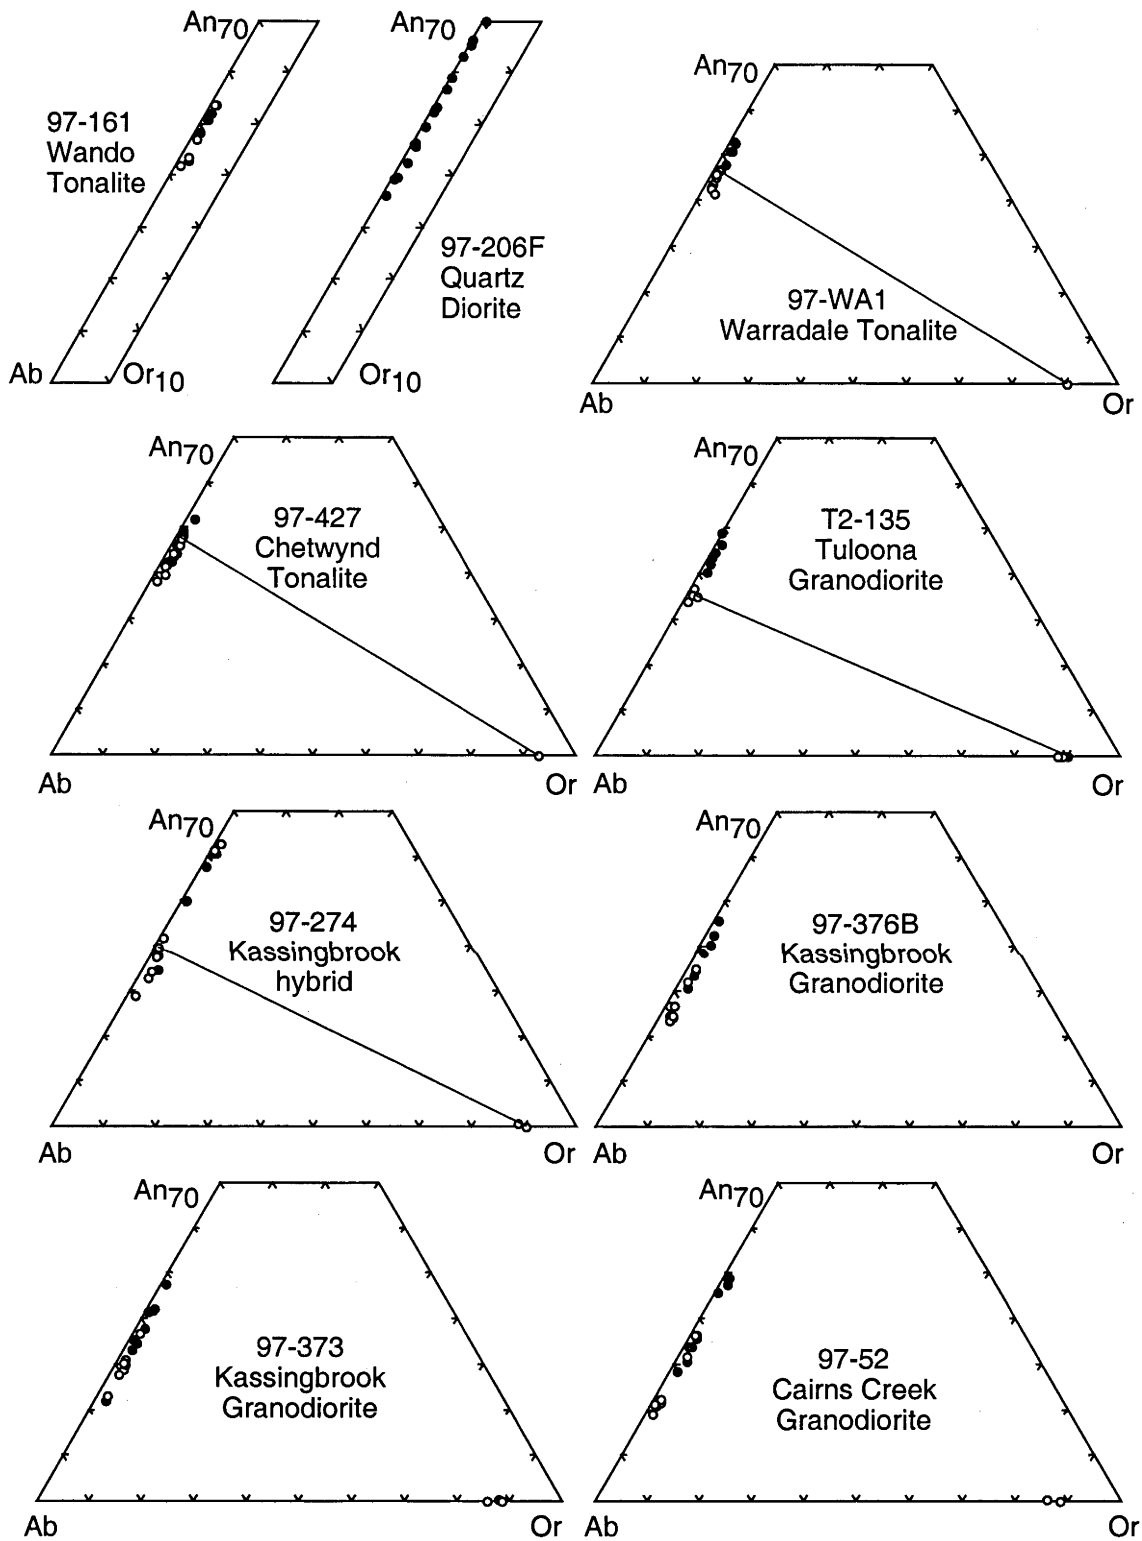 An70
97-161
Wando
Tonalite
Ab
Or10
An70
97-206F
Quartz
Diorite
Or10
An70
97-WA1
Warradale Tonalite
Ab
Or
An70
97-427
Chetwynd
Tonalite
Ab
Or
An70
T2-135
Tuloona
Granodiorite
Ab
Or
An70
97-274
Kassingbrook
hybrid
Ab
Or
An70
97-376B
Kassingbrook
Granodiorite
Ab
Or
An70
97-373
Kassingbrook
Granodiorite
Ab
Or
An70
97-52
Cairns Creek
Granodiorite
Ab
Or